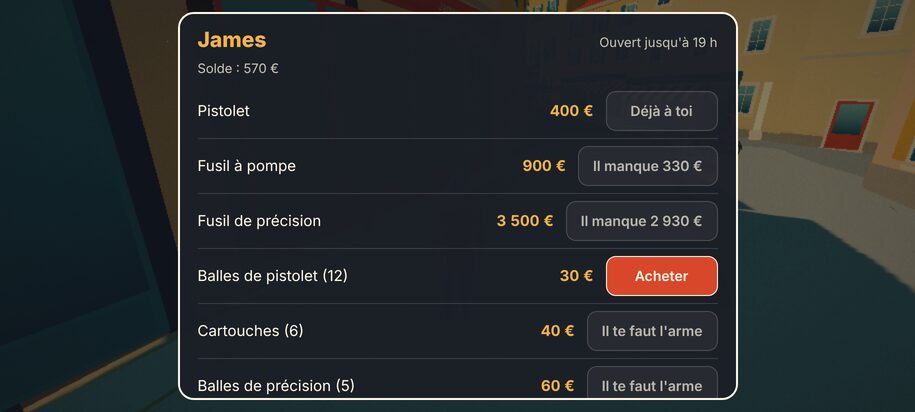 James
Ouvert jusqu'à 19 h
Solde : 570 €
Pistolet 400 € Déjà à toi
Fusil à pompe 900 € Il manque 330 €
Fusil de précision 3 500 € Il manque 2 930 €
Balles de pistolet (12) 30 € Acheter
Cartouches (6) 40 € Il te faut l'arme
Balles de précision (5) 60 € Il te faut l'arme